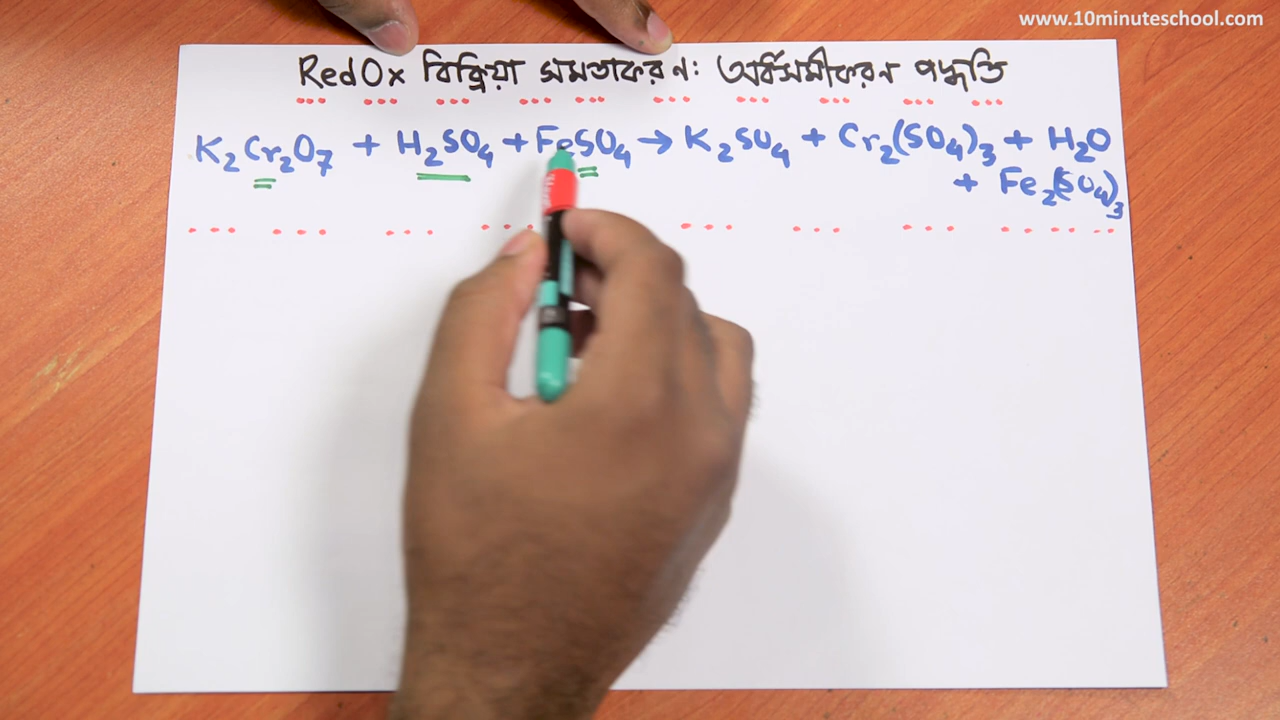 www.10minuteschool.com
RedOx বিক্রিয়া সমতাকরণ: অর্ধসমীকরণ পদ্ধতি
K₂Cr₂O₇ + H₂SO₄ + FeSO₄ → K₂SO₄ + Cr₂(SO₄)₃ + H₂O
+ Fe₂(SO₄)₃